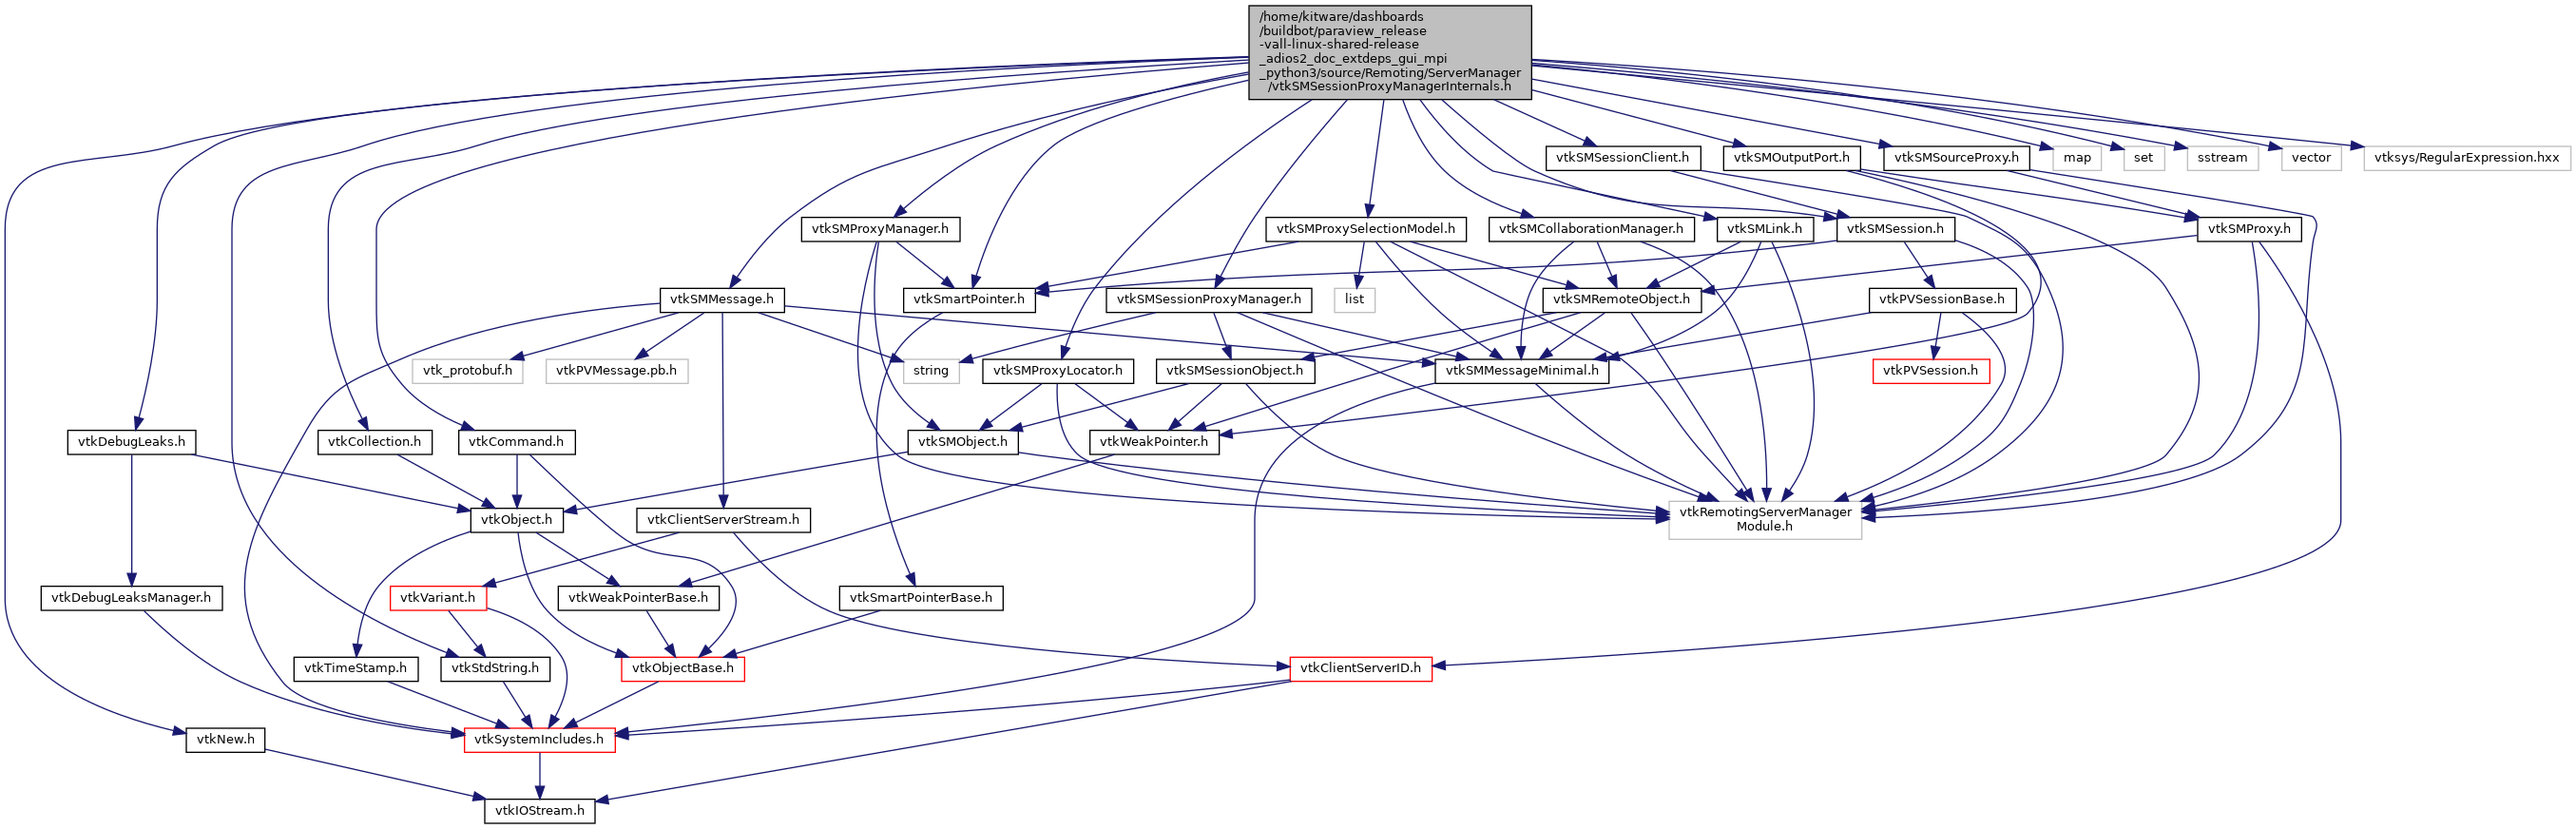 /home/kitware/dashboards
/buildbot/paraview_release
-vall-linux-shared-release
_adios2_doc_extdeps_gui_mpi
_python3/source/Remoting/ServerManager
/vtkSMSessionProxyManagerInternals.h
vtkSMSessionClient.h
vtkSMOutputPort.h
vtkSMSourceProxy.h
map
set
sstream
vector
vtksys/RegularExpression.hxx
vtkSMProxyManager.h
vtkSMProxySelectionModel.h
vtkSMCollaborationManager.h
vtkSMLink.h
vtkSMSession.h
vtkSMProxy.h
vtkSMMessage.h
vtkSmartPointer.h
vtkSMSessionProxyManager.h
list
vtkSMRemoteObject.h
vtkPVSessionBase.h
vtk_protobuf.h
vtkPVMessage.pb.h
string
vtkSMProxyLocator.h
vtkSMSessionObject.h
vtkSMMessageMinimal.h
vtkPVSession.h
vtkDebugLeaks.h
vtkCollection.h
vtkCommand.h
vtkSMObject.h
vtkWeakPointer.h
vtkObject.h
vtkClientServerStream.h
vtkRemotingServerManager
Module.h
vtkDebugLeaksManager.h
vtkVariant.h
vtkWeakPointerBase.h
vtkSmartPointerBase.h
vtkTimeStamp.h
vtkStdString.h
vtkObjectBase.h
vtkClientServerID.h
vtkNew.h
vtkSystemIncludes.h
vtkIOStream.h